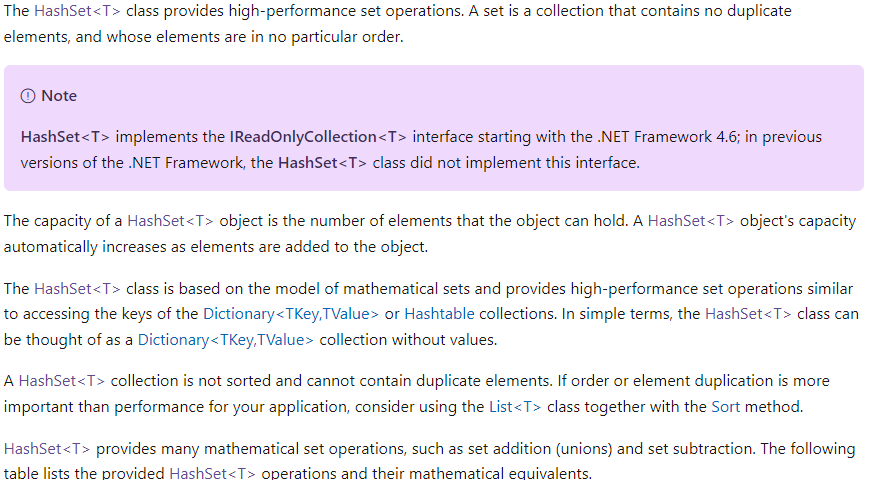 The HashSet<T> class provides high-performance set operations. A set is a collection that contains no duplicate
elements, and whose elements are in no particular order.
Note
HashSet<T> implements the IReadOnlyCollection<T> interface starting with the .NET Framework 4.6; in previous
versions of the .NET Framework, the HashSet<T> class did not implement this interface.
The capacity of a HashSet<T> object is the number of elements that the object can hold. A HashSet<T> object's capacity
automatically increases as elements are added to the object.
The HashSet<T> class is based on the model of mathematical sets and provides high-performance set operations similar
to accessing the keys of the Dictionary<TKey,TValue> or Hashtable collections. In simple terms, the HashSet<T> class can
be thought of as a Dictionary<TKey,TValue> collection without values.
A HashSet<T> collection is not sorted and cannot contain duplicate elements. If order or element duplication is more
important than performance for your application, consider using the List<T> class together with the Sort method.
HashSet<T> provides many mathematical set operations, such as set addition (unions) and set subtraction. The following
table lists the provided HashSet<T> operations and their mathematical equivalents.